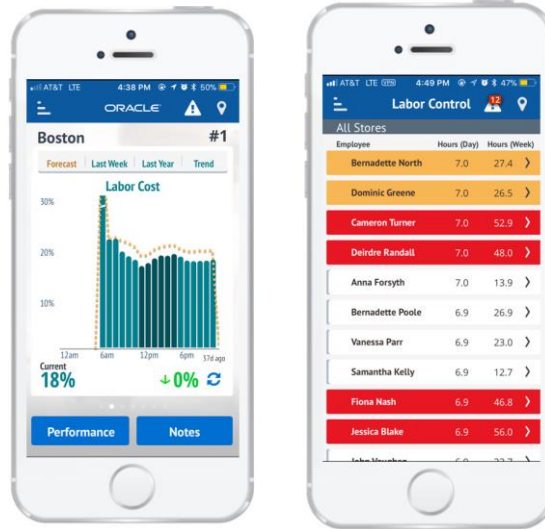 AT&T LTE 4:38 PM 50%
ORACLE
Boston #1
Forecast Last Week Last Year Trend
Labor Cost
30%
20%
10%
12am 6am 12pm 6pm 37d ago
Current
18% 0%
Performance Notes
AT&T LTE VPN 4:49 PM 47%
Labor Control 12
All Stores
Employee Hours (Day) Hours (Week)
Bernadette North 7.0 27.4
Dominic Greene 7.0 26.5
Cameron Turner 7.0 52.9
Deirdre Randall 7.0 48.0
Anna Forsyth 7.0 13.9
Bernadette Poole 6.9 26.9
Vanessa Parr 6.9 23.0
Samantha Kelly 6.9 12.7
Fiona Nash 6.9 46.8
Jessica Blake 6.9 56.0